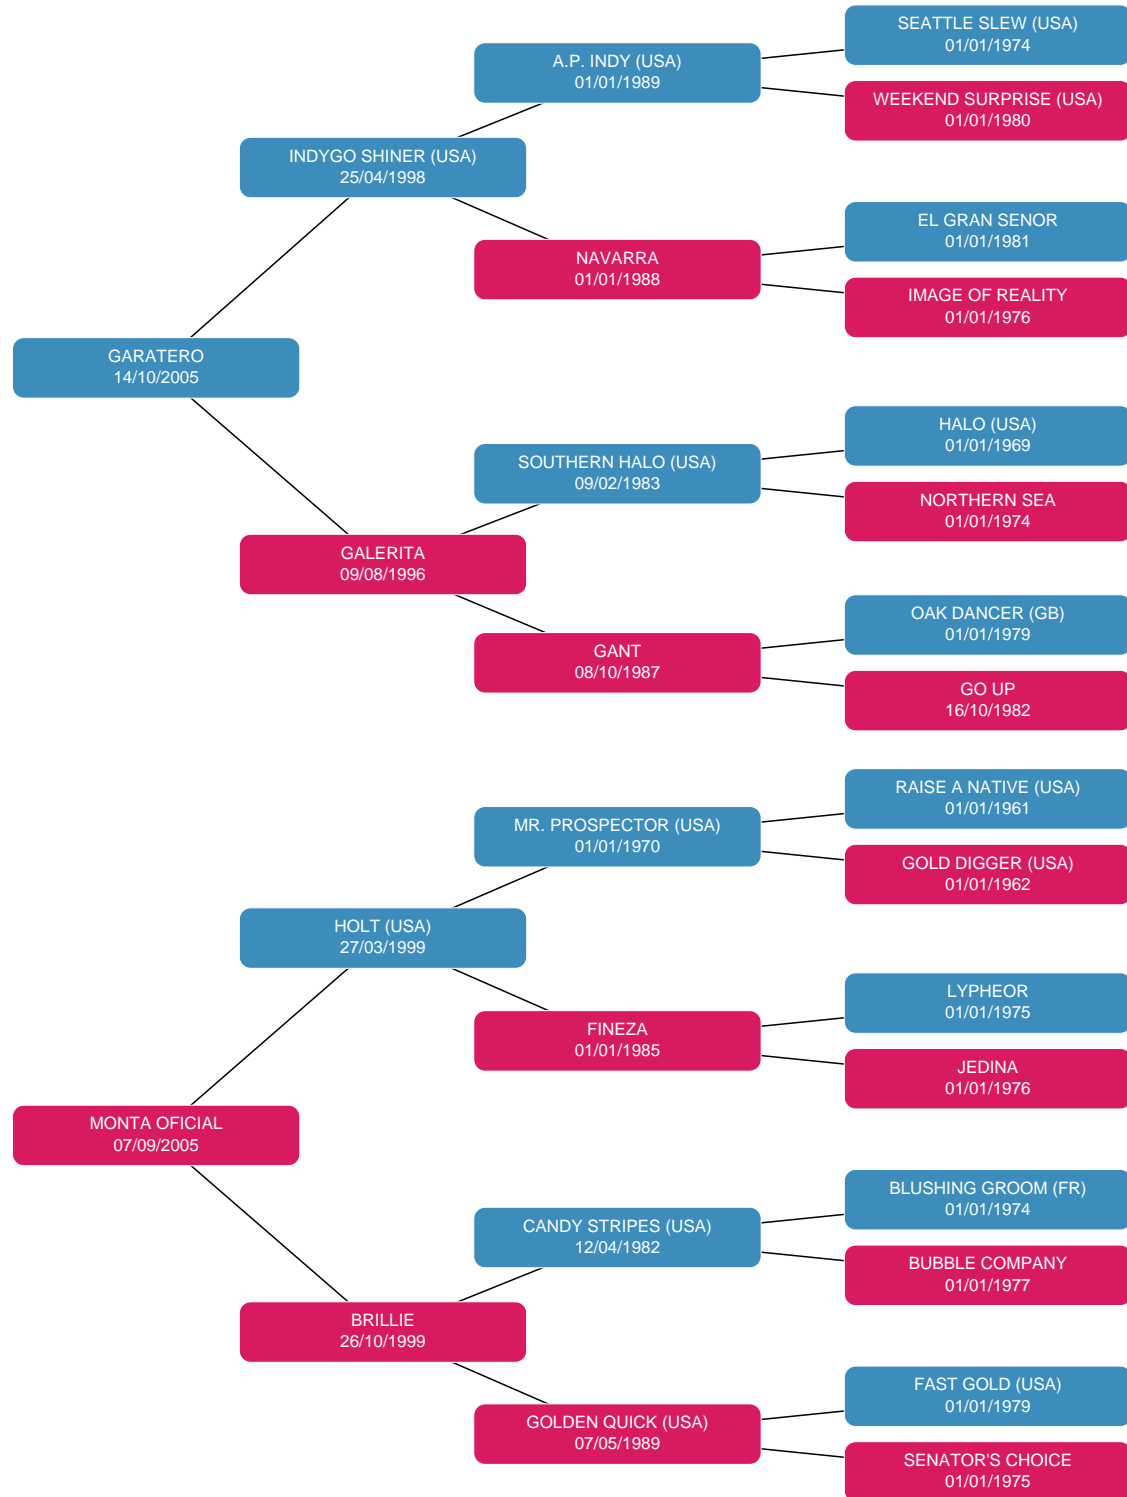 SEATTLE SLEW (USA)
01/01/1974
A.P. INDY (USA)
01/01/1989
WEEKEND SURPRISE (USA)
01/01/1980
INDYGO SHINER (USA)
25/04/1998
EL GRAN SENOR
01/01/1981
NAVARRA
01/01/1988
IMAGE OF REALITY
01/01/1976
GARATERO
14/10/2005
HALO (USA)
01/01/1969
SOUTHERN HALO (USA)
09/02/1983
NORTHERN SEA
01/01/1974
GALERITA
09/08/1996
OAK DANCER (GB)
01/01/1979
GANT
08/10/1987
GO UP
16/10/1982
RAISE A NATIVE (USA)
01/01/1961
MR. PROSPECTOR (USA)
01/01/1970
GOLD DIGGER (USA)
01/01/1962
HOLT (USA)
27/03/1999
LYPHEOR
01/01/1975
FINEZA
01/01/1985
JEDINA
01/01/1976
MONTA OFICIAL
07/09/2005
BLUSHING GROOM (FR)
01/01/1974
CANDY STRIPES (USA)
12/04/1982
BUBBLE COMPANY
01/01/1977
BRILLIE
26/10/1999
FAST GOLD (USA)
01/01/1979
GOLDEN QUICK (USA)
07/05/1989
SENATOR'S CHOICE
01/01/1975